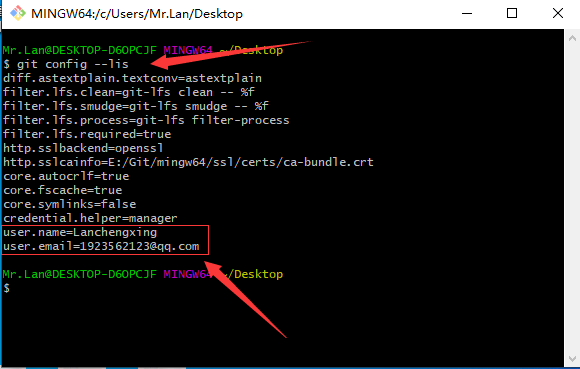 MINGW64:/c/Users/Mr.Lan/Desktop
Mr.Lan@DESKTOP-D6OPCJF MINGW64 ~/Desktop
$ git config --lis
diff.astextplain.textconv=astextplain
filter.lfs.clean=git-lfs clean -- %f
filter.lfs.smudge=git-lfs smudge -- %f
filter.lfs.process=git-lfs filter-process
filter.lfs.required=true
http.sslbackend=openssl
http.sslcainfo=E:/Git/mingw64/ssl/certs/ca-bundle.crt
core.autocrlf=true
core.fscache=true
core.symlinks=false
credential.helper=manager
user.name=Lanchengxing
user.email=1923562123@qq.com
Mr.Lan@DESKTOP-D6OPCJF MINGW64 ~/Desktop
$